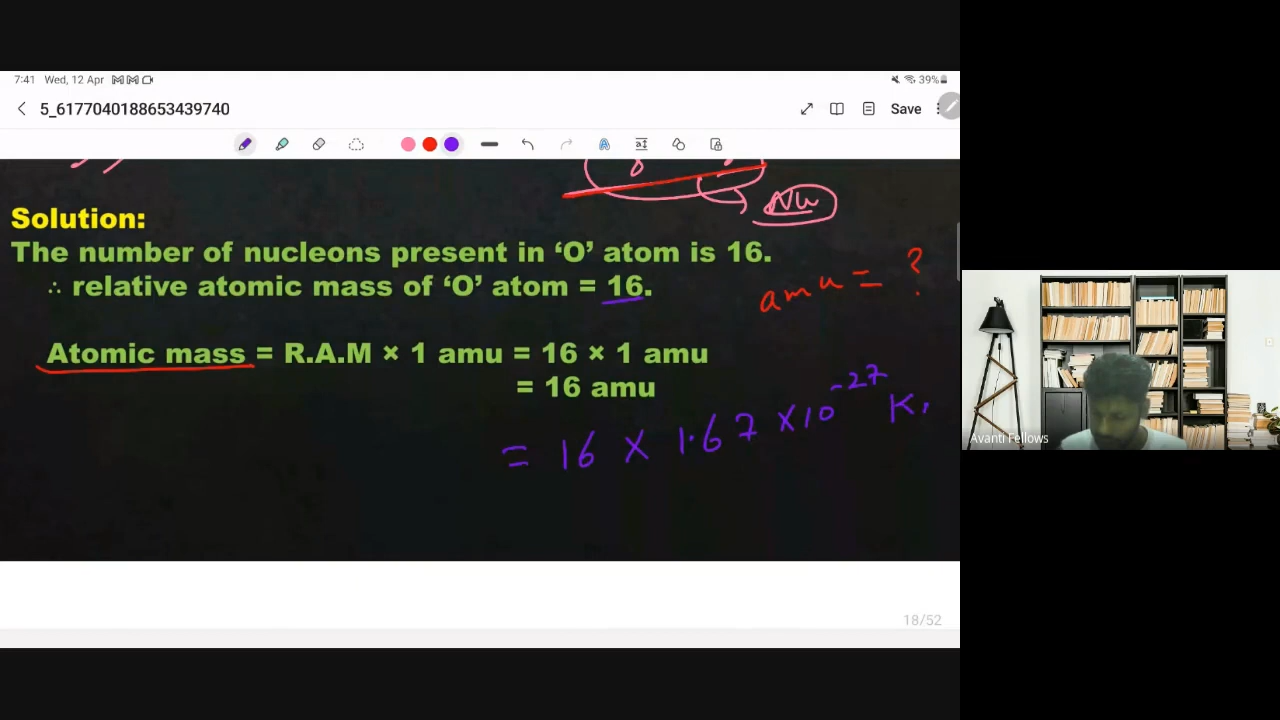 7:41 Wed, 12 Apr
39%
5_6177040188653439740
Save
Nu
Solution:
The number of nucleons present in ‘O’ atom is 16.
∴ relative atomic mass of ‘O’ atom = 16.
amu = ?
Atomic mass = R.A.M × 1 amu = 16 × 1 amu
= 16 amu
= 16 × 1.67 × 10⁻²⁷ K
18/52
Avanti Fellows